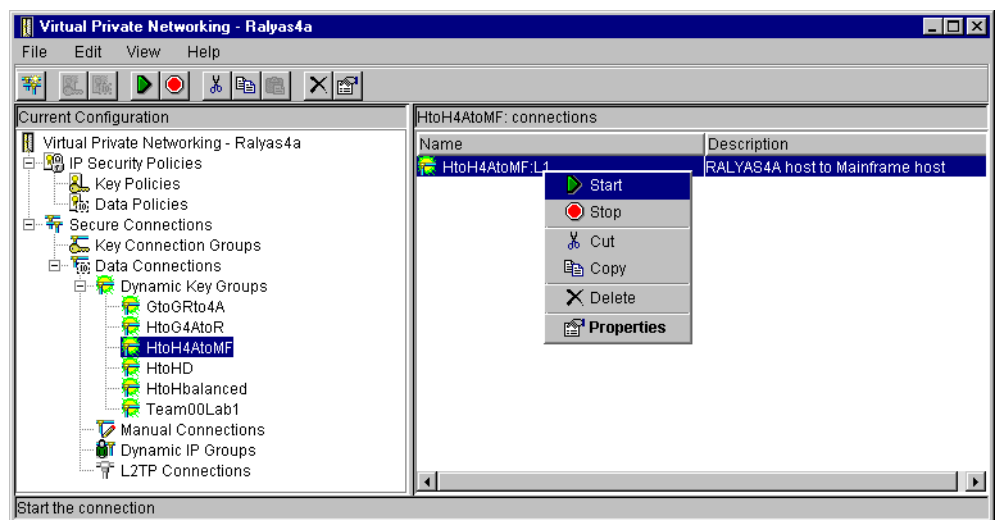 Virtual Private Networking - Ralyas4a
File Edit View Help
Current Configuration
Virtual Private Networking - Ralyas4a
IP Security Policies
Key Policies
Data Policies
Secure Connections
Key Connection Groups
Data Connections
Dynamic Key Groups
GtoGRto4A
HtoG4AtoR
HtoH4AtoMF
HtoHD
HtoHbalanced
Team00Lab1
Manual Connections
Dynamic IP Groups
L2TP Connections
HtoH4AtoMF: connections
Name Description
HtoH4AtoMF:L1 RALYAS4A host to Mainframe host
Start
Stop
Cut
Copy
Delete
Properties
Start the connection